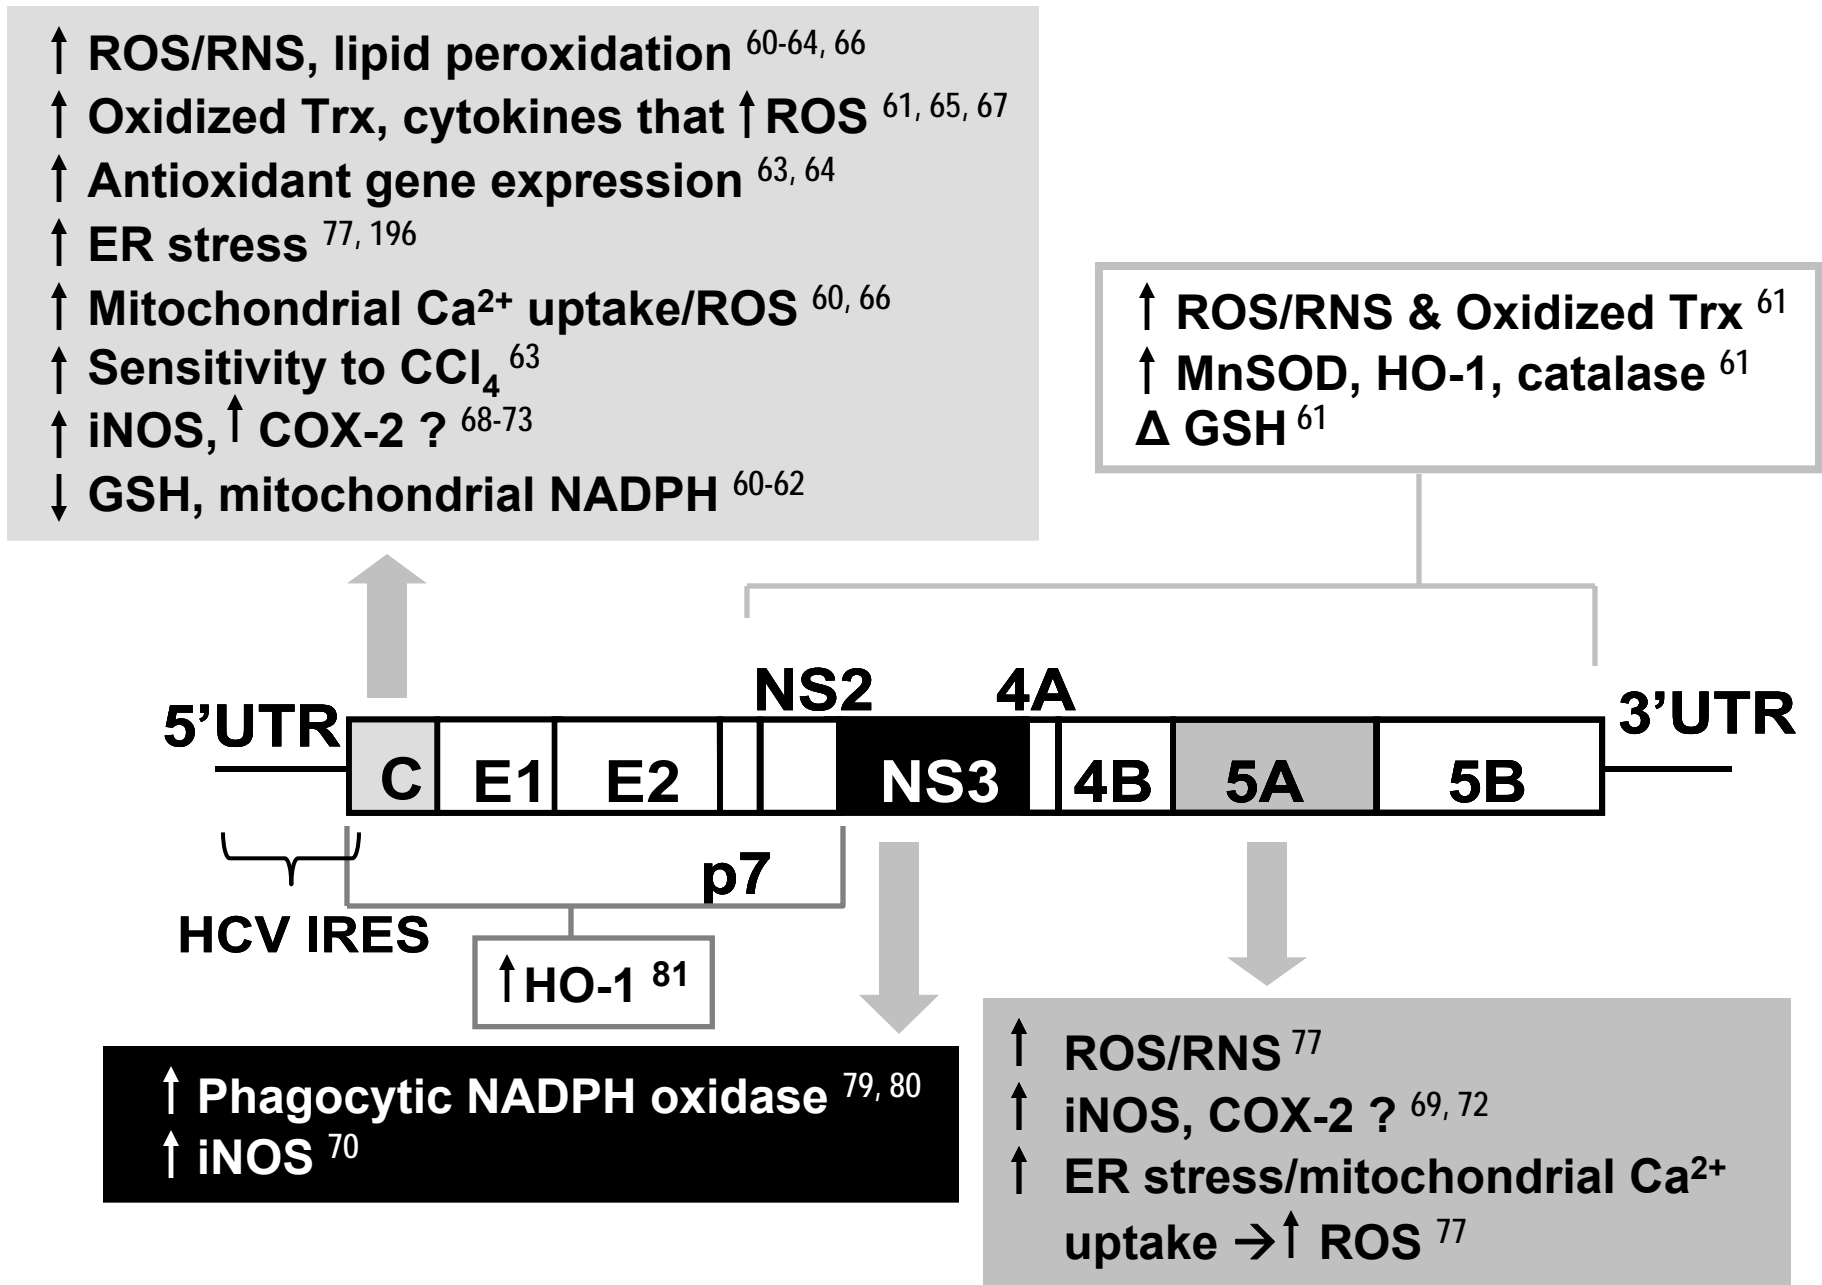 ↑ ROS/RNS, lipid peroxidation 60-64, 66
↑ Oxidized Trx, cytokines that ↑ ROS 61, 65, 67
↑ Antioxidant gene expression 63, 64
↑ ER stress 77, 196
↑ Mitochondrial Ca2+ uptake/ROS 60, 66
↑ Sensitivity to CCl4 63
↑ iNOS, ↑ COX-2 ? 68-73
↓ GSH, mitochondrial NADPH 60-62
↑ ROS/RNS & Oxidized Trx 61
↑ MnSOD, HO-1, catalase 61
Δ GSH 61
NS2 4A
5’UTR 3’UTR
C E1 E2 NS3 4B 5A 5B
p7
HCV IRES
↑ HO-1 81
↑ Phagocytic NADPH oxidase 79, 80
↑ iNOS 70
↑ ROS/RNS 77
↑ iNOS, COX-2 ? 69, 72
↑ ER stress/mitochondrial Ca2+
uptake → ↑ ROS 77